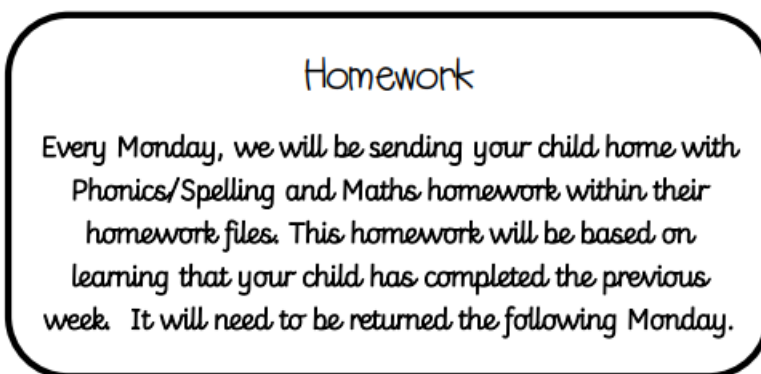 Homework
Every Monday, we will be sending your child home with
Phonics/Spelling and Maths homework within their
homework files. This homework will be based on
learning that your child has completed the previous
week.  It will need to be returned the following Monday.